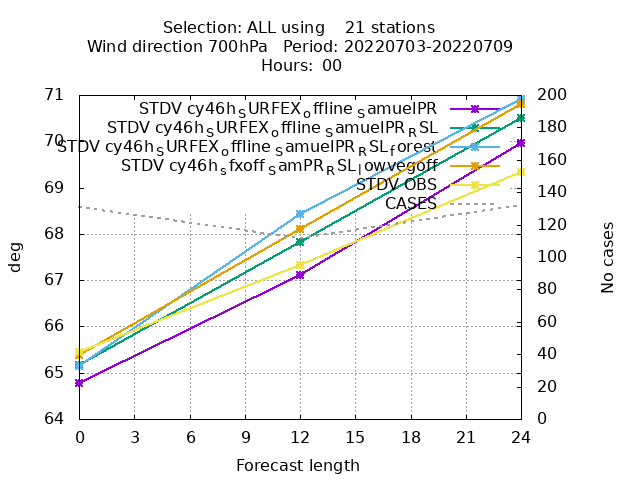 Selection: ALL using    21 stations
Wind direction 700hPa   Period: 20220703-20220709
Hours: 00
STDV cy46h_SURFEX_offline_SamuelPR
STDV cy46h_SURFEX_offline_SamuelPR_RSL
STDV cy46h_SURFEX_offline_SamuelPR_RSL_forest
STDV cy46h_sfxoff_SamPR_RSL_lowvegoff
STDV OBS
CASES
71
70
69
68
67
66
65
64
deg
200
180
160
140
120
100
80
60
40
20
0
No cases
0 3 6 9 12 15 18 21 24
Forecast length